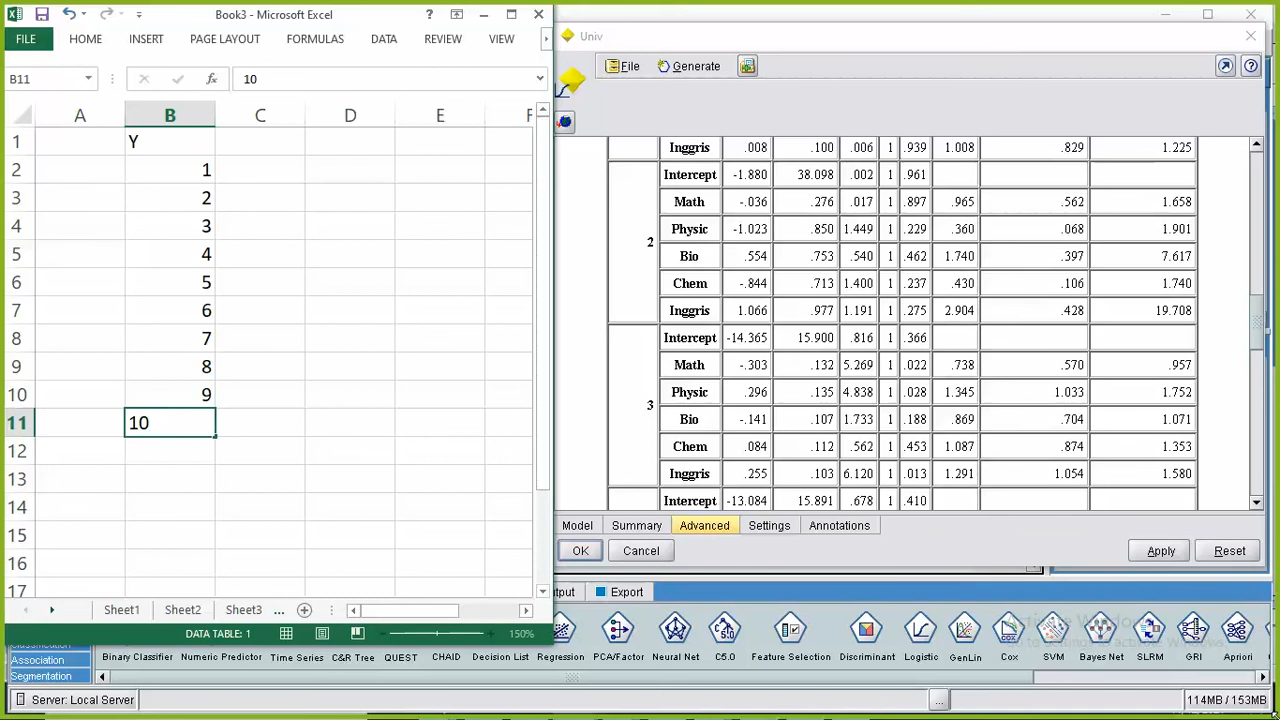 Book3 - Microsoft Excel
FILE HOME INSERT PAGE LAYOUT FORMULAS DATA REVIEW VIEW
B11 fx 10
A B C D E F
1 Y
2 1
3 2
4 3
5 4
6 5
7 6
8 7
9 8
10 9
11 10
12
13
14
15
16
17
Sheet1 Sheet2 Sheet3 ...
DATA TABLE: 1 150%
Univ
File Generate
Inggris .008 .100 .006 1 .939 1.008 .829 1.225
2
Intercept -1.880 38.098 .002 1 .961
Math -.036 .276 .017 1 .897 .965 .562 1.658
Physic -1.023 .850 1.449 1 .229 .360 .068 1.901
Bio .554 .753 .540 1 .462 1.740 .397 7.617
Chem -.844 .713 1.400 1 .237 .430 .106 1.740
Inggris 1.066 .977 1.191 1 .275 2.904 .428 19.708
3
Intercept -14.365 15.900 .816 1 .366
Math -.303 .132 5.269 1 .022 .738 .570 .957
Physic .296 .135 4.838 1 .028 1.345 1.033 1.752
Bio -.141 .107 1.733 1 .188 .869 .704 1.071
Chem .084 .112 .562 1 .453 1.087 .874 1.353
Inggris .255 .103 6.120 1 .013 1.291 1.054 1.580
Intercept -13.084 15.891 .678 1 .410
Model Summary Advanced Settings Annotations
OK Cancel Apply Reset
Export
Association
Segmentation
Binary Classifier Numeric Predictor Time Series C&R Tree QUEST CHAID Decision List Regression PCA/Factor Neural Net C5.0 Feature Selection Discriminant Logistic GenLin Cox SVM Bayes Net SLRM GRI Apriori
Server: Local Server ... 114MB / 153MB